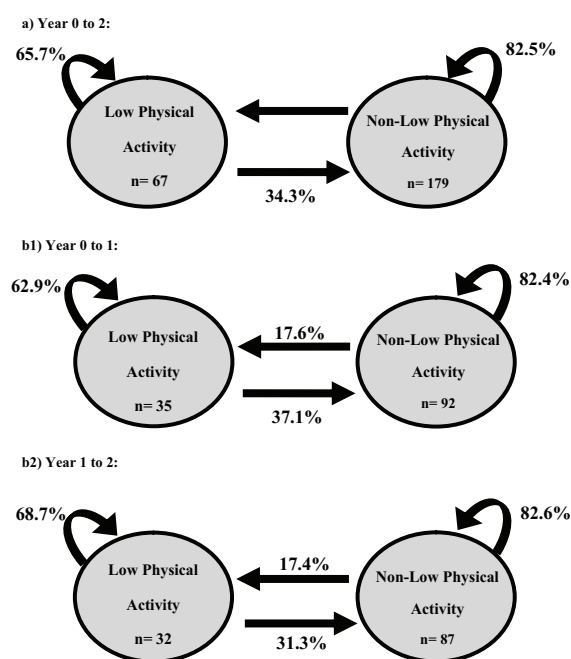 a) Year 0 to 2:
65.7%
82.5%
Low Physical
Activity
n= 67
Non-Low Physical
Activity
n= 179
34.3%
b1) Year 0 to 1:
62.9%
82.4%
Low Physical
Activity
n= 35
17.6%
Non-Low Physical
Activity
n= 92
37.1%
b2) Year 1 to 2:
68.7%
82.6%
Low Physical
Activity
n= 32
17.4%
Non-Low Physical
Activity
n= 87
31.3%